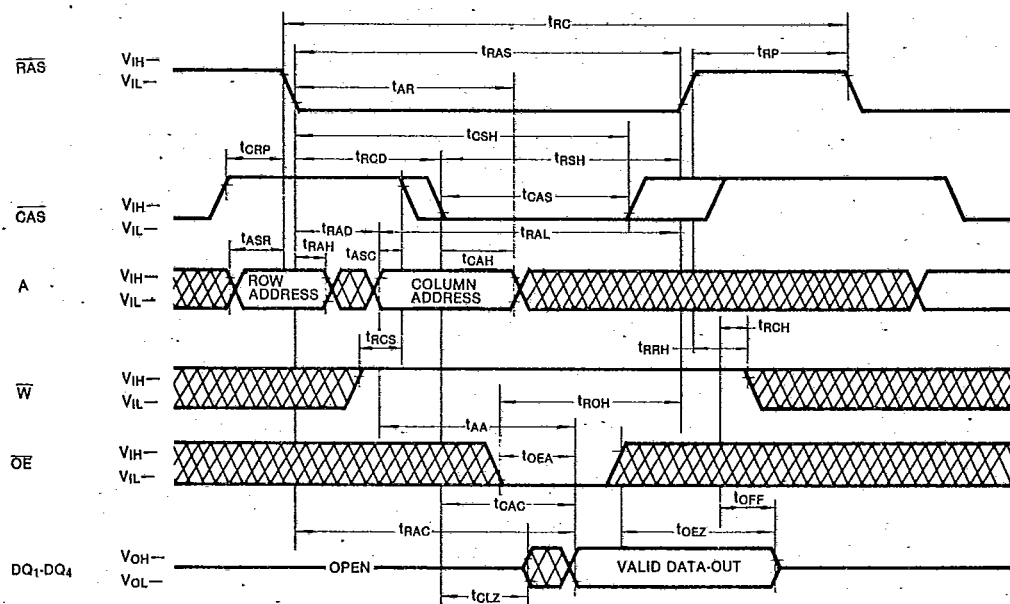 tRC
tRAS
tRP
RAS
VIH—
VIL—
tAR
tCSH
tCRP
tRCD
tRSH
tCAS
CAS
VIH—
VIL—
tRAD
tRAL
tASR
tRAH
tASC
tCAH
A
VIH—
VIL—
ROW
ADDRESS
COLUMN
ADDRESS
tRCH
tRCS
tRRH
W
VIH—
VIL—
tROH
tAA
OE
VIH—
VIL—
tOEA
tCAC
tOFF
tRAC
tOEZ
DQ1-DQ4
VOH—
VOL—
OPEN
VALID DATA-OUT
tCLZ